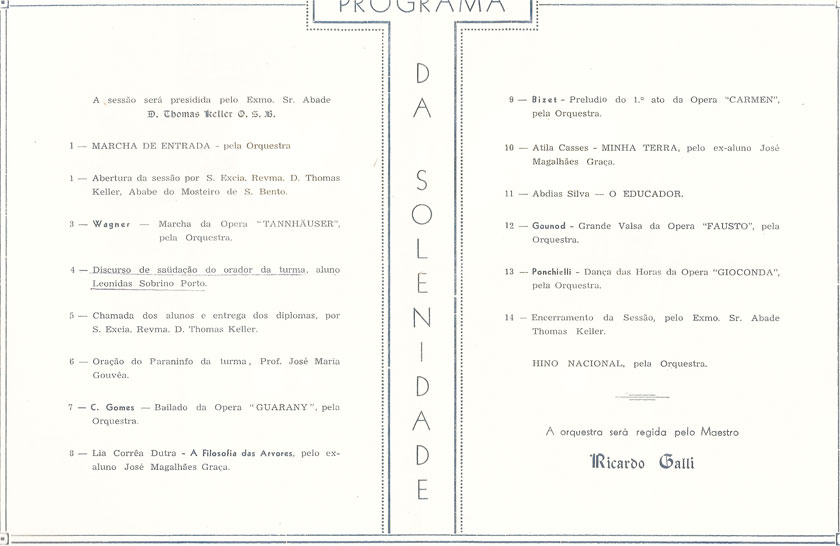 PROGRAMA
DA SOLENIDADE
A sessão será presidida pelo Exmo. Sr. Abade
D. Thomas Keller O. S. B.
1 — MARCHA DE ENTRADA - pela Orquestra
1 — Abertura da sessão por S. Excia. Revma. D. Thomas
Keller, Ababe do Mosteiro de S. Bento.
3 — Wagner — Marcha da Opera "TANNHÄUSER",
pela Orquestra.
4 — Discurso de saüdação do orador da turma, aluno
Leonidas Sobrino Porto.
5 — Chamada dos alunos e entrega dos diplomas, por
S. Excia. Revma. D. Thomas Keller.
6 — Oração do Paraninfo da turma, Prof. José Maria
Gouvêa.
7 — C. Gomes — Bailado da Opera "GUARANY", pela
Orquestra.
8 — Lia Corrêa Dutra - A Filosofia das Arvores, pelo ex-
aluno José Magalhães Graça.
9 — Bizet - Preludio do 1.º ato da Opera "CARMEN",
pela Orquestra.
10 — Atila Casses - MINHA TERRA, pelo ex-aluno José
Magalhães Graça.
11 — Abdias Silva — O EDUCADOR.
12 — Gounod - Grande Valsa da Opera "FAUSTO", pela
Orquestra.
13 — Ponchielli - Dança das Horas da Opera "GIOCONDA",
pela Orquestra.
14 — Encerramento da Sessão, pelo Exmo. Sr. Abade
Thomas Keller.
HINO NACIONAL, pela Orquestra.
A orquestra será regida pelo Maestro
Ricardo Galli